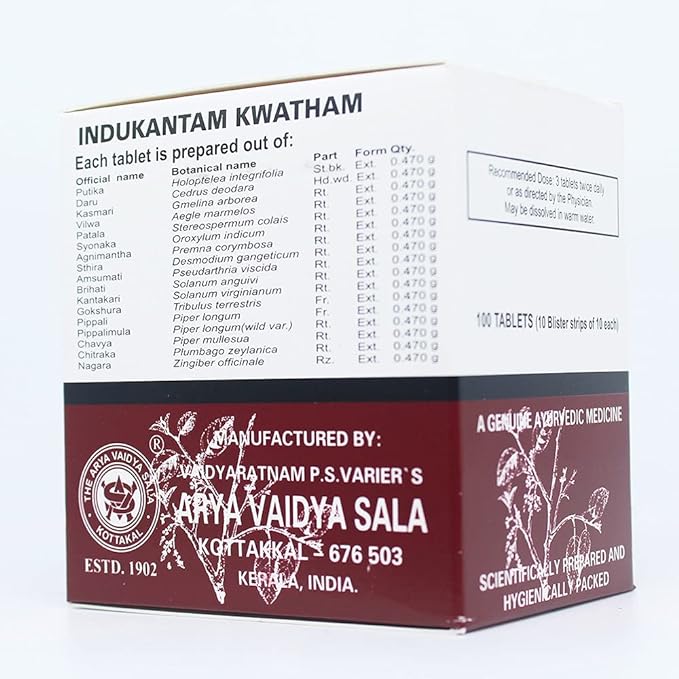 INDUKANTAM KWATHAM
Each tablet is prepared out of:
Official name Botanical name Part Form Qty.
Putika Holoptelea integrifolia St.bk. Ext. 0.470 g
Daru Cedrus deodara Hd.wd. Ext. 0.470 g
Kasmari Gmelina arborea Rt. Ext. 0.470 g
Vilwa Aegle marmelos Rt. Ext. 0.470 g
Patala Stereospermum colais Rt. Ext. 0.470 g
Syonaka Oroxylum indicum Rt. Ext. 0.470 g
Agnimantha Premna corymbosa Rt. Ext. 0.470 g
Sthira Desmodium gangeticum Rt. Ext. 0.470 g
Amsumati Pseudarthria viscida Rt. Ext. 0.470 g
Brihati Solanum anguivi Rt. Ext. 0.470 g
Kantakari Solanum virginianum Rt. Ext. 0.470 g
Gokshura Tribulus terrestris Fr. Ext. 0.470 g
Pippali Piper longum Fr. Ext. 0.470 g
Pippalimula Piper longum(wild var.) Rt. Ext. 0.470 g
Chavya Piper mullesua Rt. Ext. 0.470 g
Chitraka Plumbago zeylanica Rt. Ext. 0.470 g
Nagara Zingiber officinale Rz. Ext. 0.470 g
MANUFACTURED BY:
VAIDYARATNAM P.S.VARIER`S
ARYA VAIDYA SALA
KOTTAKKAL - 676 503
KERALA, INDIA.
®
THE ARYA VAIDYA SALA
KOTTAKAL
ESTD. 1902
Recommended Dose: 3 tablets twice daily
or as directed by the Physician.
May be dissolved in warm water.
100 TABLETS (10 Blister strips of 10 each)
A GENUINE AYURVEDIC MEDICINE
SCIENTIFICALLY PREPARED AND
HYGIENICALLY PACKED